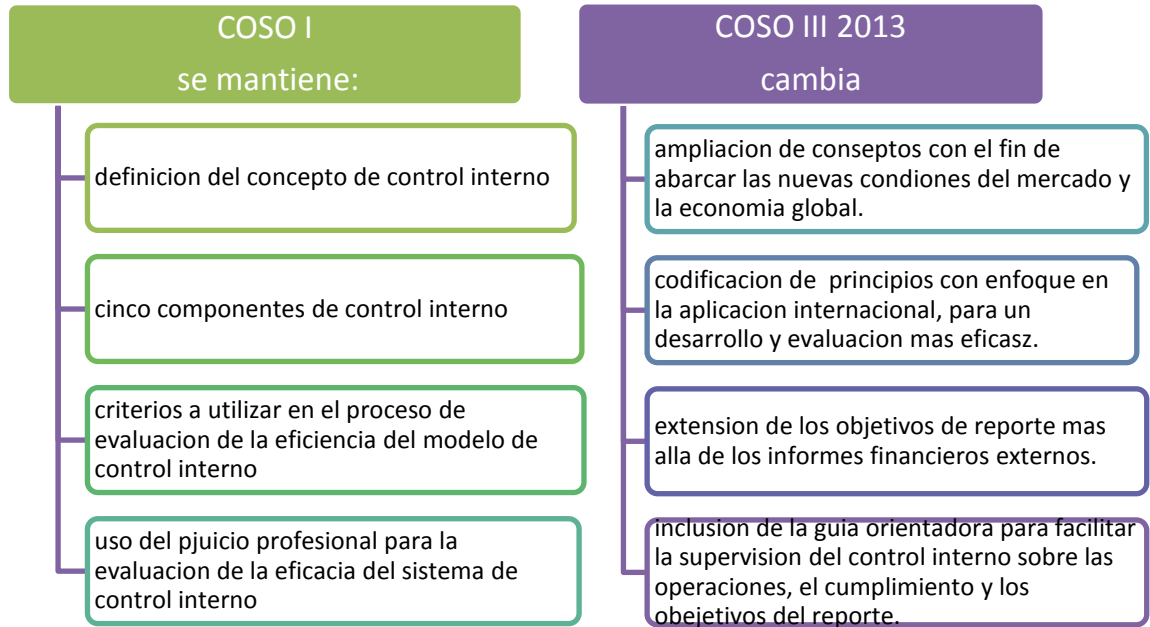 COSO I
se mantiene:
definicion del concepto de control interno
cinco componentes de control interno
criterios a utilizar en el proceso de
evaluacion de la eficiencia del modelo de
control interno
uso del pjuicio profesional para la
evaluacion de la eficacia del sistema de
control interno
COSO III 2013
cambia
ampliacion de conseptos con el fin de
abarcar las nuevas condiones del mercado y
la economia global.
codificacion de  principios con enfoque en
la aplicacion internacional, para un
desarrollo y evaluacion mas eficasz.
extension de los objetivos de reporte mas
alla de los informes financieros externos.
inclusion de la guia orientadora para facilitar
la supervision del control interno sobre las
operaciones, el cumplimiento y los
obejetivos del reporte.